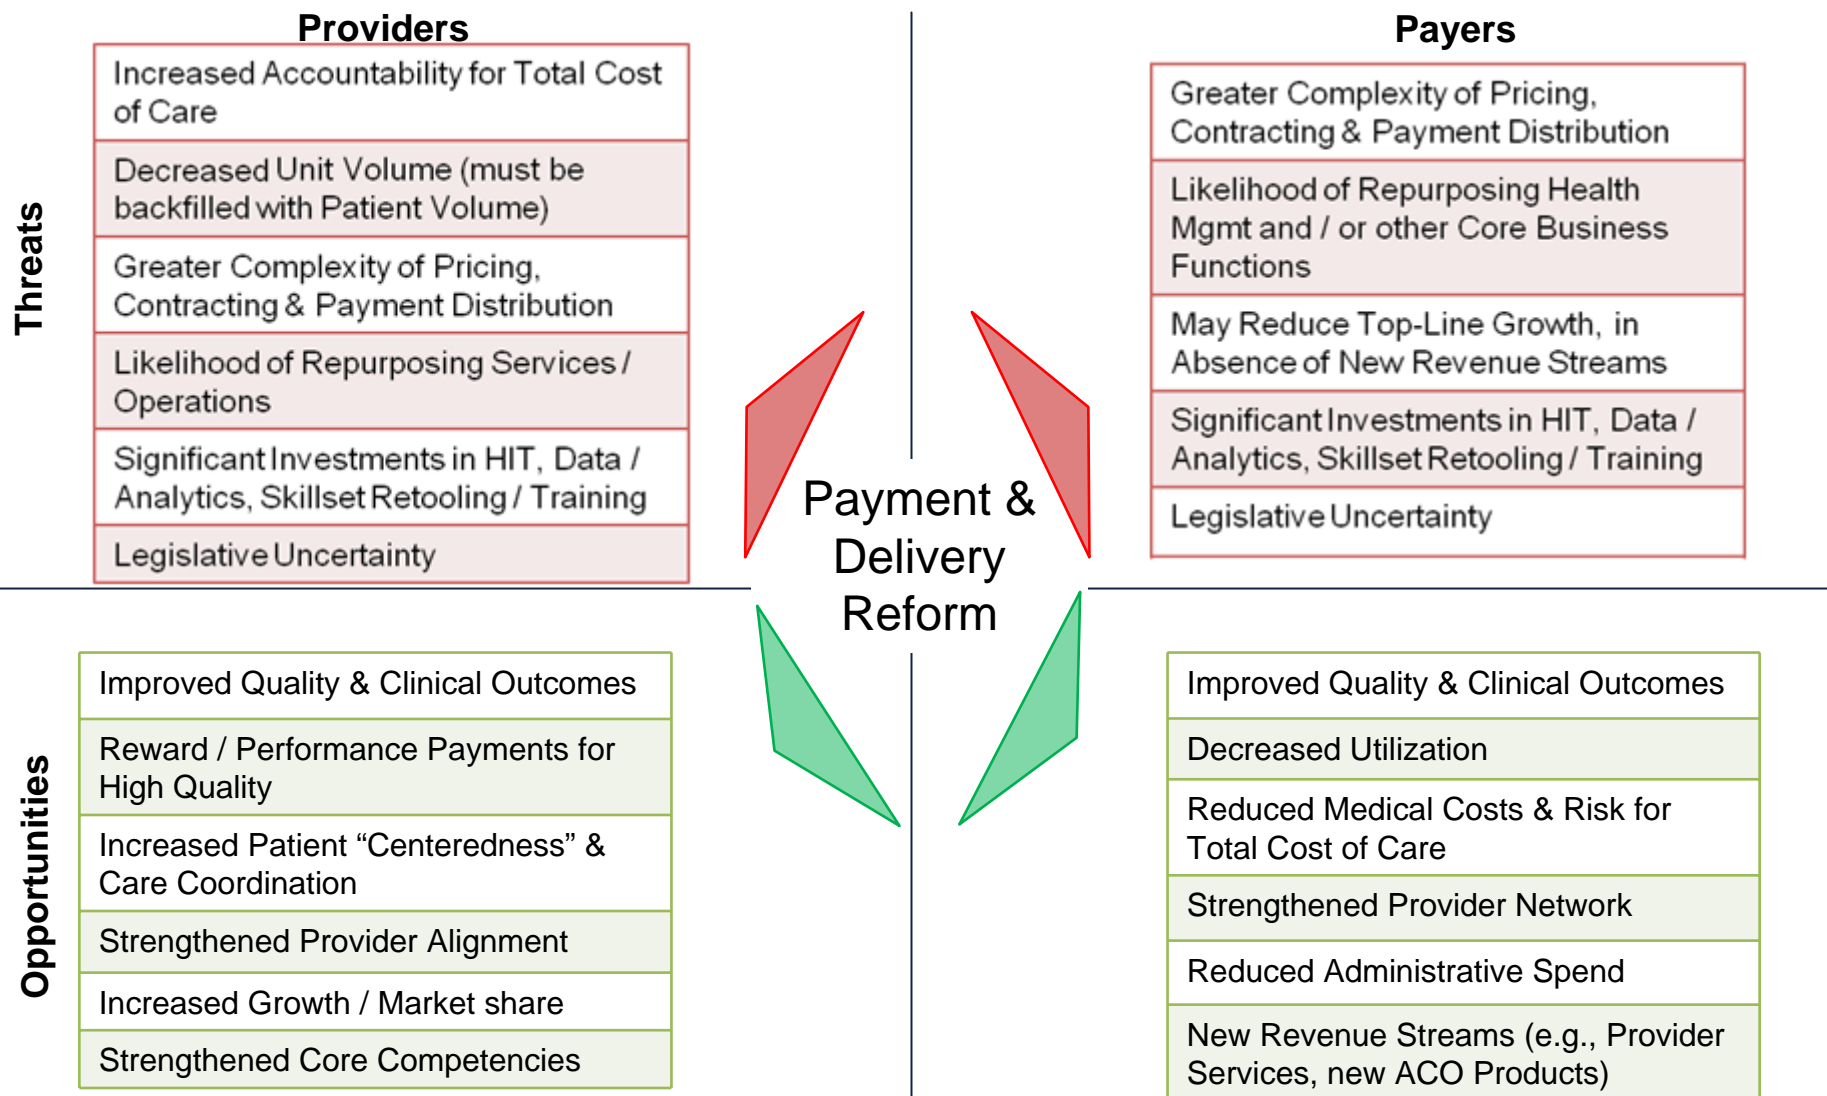 Providers
Increased Accountability for Total Cost
of Care
Decreased Unit Volume (must be
backfilled with Patient Volume)
Greater Complexity of Pricing,
Contracting & Payment Distribution
Likelihood of Repurposing Services /
Operations
Significant Investments in HIT, Data /
Analytics, Skillset Retooling / Training
Legislative Uncertainty
Payers
Greater Complexity of Pricing,
Contracting & Payment Distribution
Likelihood of Repurposing Health
Mgmt and / or other Core Business
Functions
May Reduce Top-Line Growth, in
Absence of New Revenue Streams
Significant Investments in HIT, Data /
Analytics, Skillset Retooling / Training
Legislative Uncertainty
Threats
Payment &
Delivery
Reform
Opportunities
Improved Quality & Clinical Outcomes
Reward / Performance Payments for
High Quality
Increased Patient “Centeredness” &
Care Coordination
Strengthened Provider Alignment
Increased Growth / Market share
Strengthened Core Competencies
Improved Quality & Clinical Outcomes
Decreased Utilization
Reduced Medical Costs & Risk for
Total Cost of Care
Strengthened Provider Network
Reduced Administrative Spend
New Revenue Streams (e.g., Provider
Services, new ACO Products)